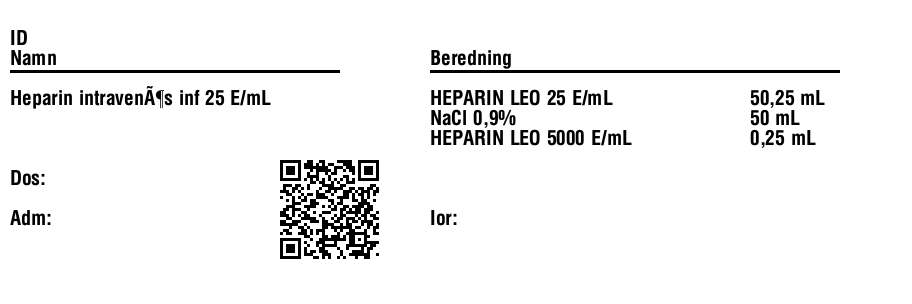 ID
Namn
Heparin intravenÃ¶s inf 25 E/mL
Dos:
Adm:
Beredning
HEPARIN LEO 25 E/mL 50,25 mL
NaCl 0,9% 50 mL
HEPARIN LEO 5000 E/mL 0,25 mL
Ior: